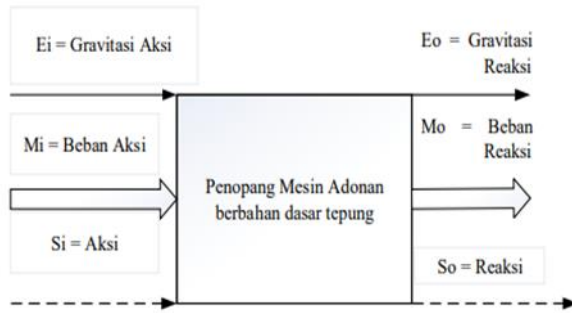 Ei = Gravitasi Aksi
Eo = Gravitasi
Reaksi
Mi = Beban Aksi
Mo = Beban
Reaksi
Penopang Mesin Adonan
berbahan dasar tepung
Si = Aksi
So = Reaksi